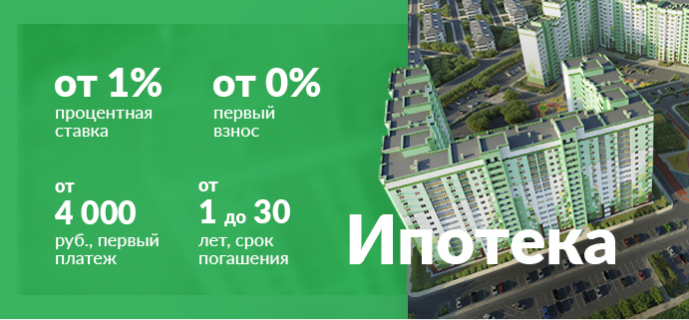 от 1%
процентная
ставка
от 0%
первый
взнос
от
4 000
руб., первый
платеж
от
1 до 30
лет, срок
погашения
Ипотека